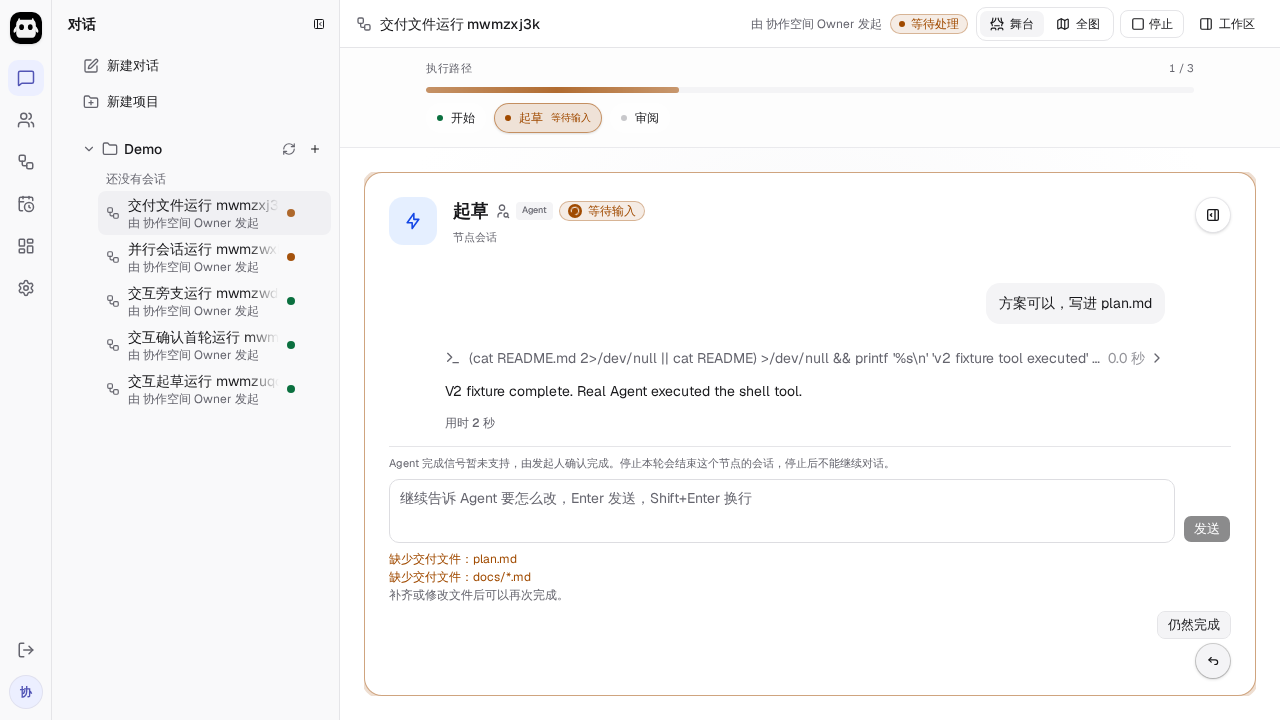 对话
新建对话
新建项目
Demo
还没有会话
交付文件运行 mwmzxj3
由 协作空间 Owner 发起
并行会话运行 mwmzwx
由 协作空间 Owner 发起
交互旁支运行 mwmzwd
由 协作空间 Owner 发起
交互确认首轮运行 mwm
由 协作空间 Owner 发起
交互起草运行 mwmzuq
由 协作空间 Owner 发起
协
交付文件运行 mwmzxj3k
由 协作空间 Owner 发起
等待处理
舞台
全图
停止
工作区
执行路径
1 / 3
开始
起草 等待输入
审阅
起草
Agent
等待输入
节点会话
方案可以，写进 plan.md
(cat README.md 2>/dev/null || cat README) >/dev/null && printf '%s\n' 'v2 fixture tool executed' ... 0.0 秒
V2 fixture complete. Real Agent executed the shell tool.
用时 2 秒
Agent 完成信号暂未支持，由发起人确认完成。停止本轮会结束这个节点的会话，停止后不能继续对话。
继续告诉 Agent 要怎么改，Enter 发送，Shift+Enter 换行
发送
缺少交付文件：plan.md
缺少交付文件：docs/*.md
补齐或修改文件后可以再次完成。
仍然完成